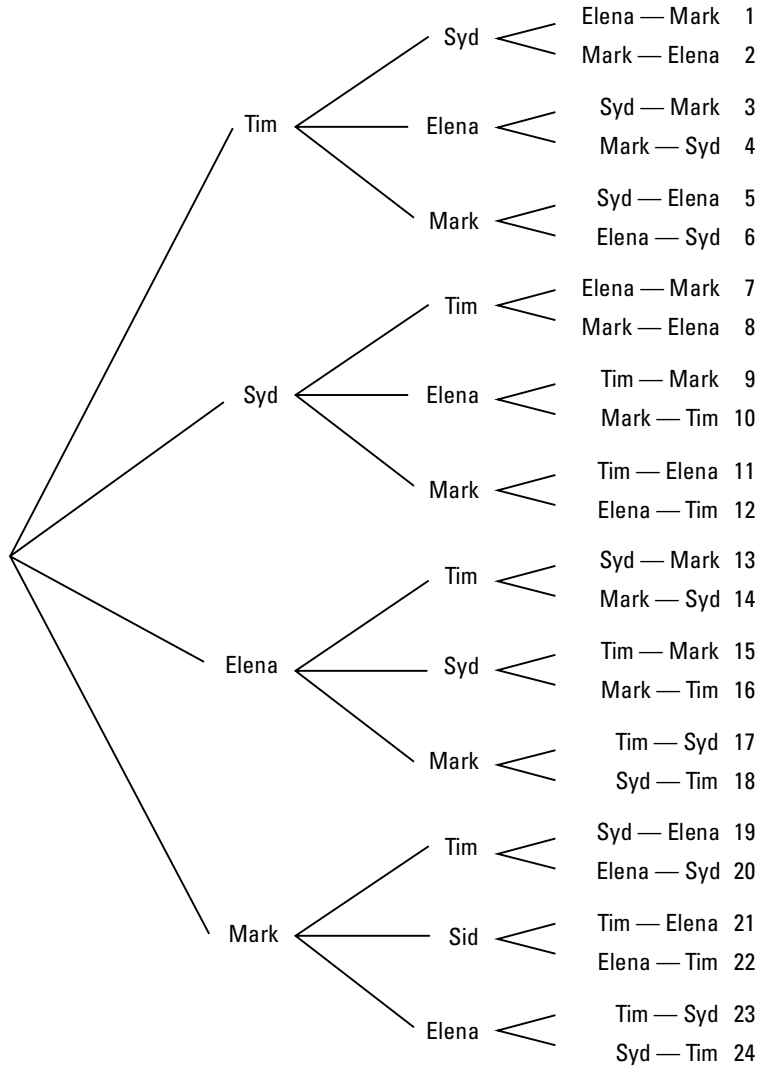 Elena — Mark 1
Syd
Mark — Elena 2
Syd — Mark 3
Tim
Elena
Mark — Syd 4
Syd — Elena 5
Mark
Elena — Syd 6
Elena — Mark 7
Tim
Mark — Elena 8
Tim — Mark 9
Syd
Elena
Mark — Tim 10
Tim — Elena 11
Mark
Elena — Tim 12
Syd — Mark 13
Tim
Mark — Syd 14
Tim — Mark 15
Elena
Syd
Mark — Tim 16
Tim — Syd 17
Mark
Syd — Tim 18
Syd — Elena 19
Tim
Elena — Syd 20
Tim — Elena 21
Mark
Sid
Elena — Tim 22
Tim — Syd 23
Elena
Syd — Tim 24